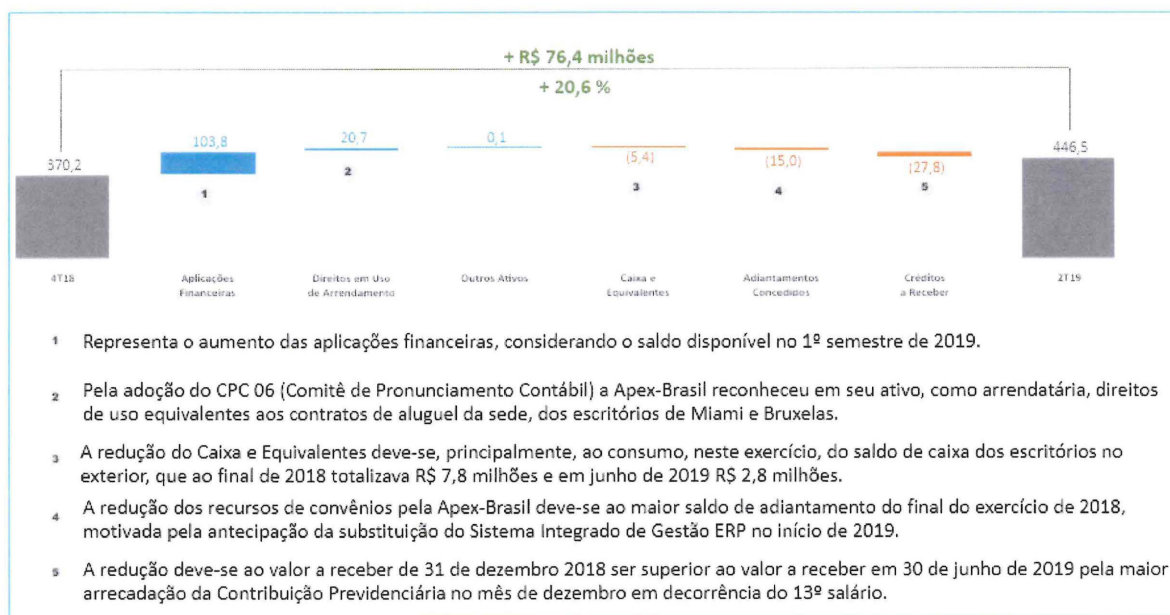 + R$ 76,4 milhões
+ 20,6 %
370,2
103,8
20,7
0,1
(5,4)
(15,0)
(27,8)
446,5
1
2
3
4
5
4T18
Aplicações
Financeiras
Direitos em Uso
de Arrendamento
Outros Ativos
Caixa e
Equivalentes
Adiantamentos
Concedidos
Créditos
a Receber
2T19
1 Representa o aumento das aplicações financeiras, considerando o saldo disponível no 1º semestre de 2019.
2 Pela adoção do CPC 06 (Comitê de Pronunciamento Contábil) a Apex-Brasil reconheceu em seu ativo, como arrendatária, direitos
de uso equivalentes aos contratos de aluguel da sede, dos escritórios de Miami e Bruxelas.
3 A redução do Caixa e Equivalentes deve-se, principalmente, ao consumo, neste exercício, do saldo de caixa dos escritórios no
exterior, que ao final de 2018 totalizava R$ 7,8 milhões e em junho de 2019 R$ 2,8 milhões.
4 A redução dos recursos de convênios pela Apex-Brasil deve-se ao maior saldo de adiantamento do final do exercício de 2018,
motivada pela antecipação da substituição do Sistema Integrado de Gestão ERP no início de 2019.
5 A redução deve-se ao valor a receber de 31 de dezembro 2018 ser superior ao valor a receber em 30 de junho de 2019 pela maior
arrecadação da Contribuição Previdenciária no mês de dezembro em decorrência do 13º salário.